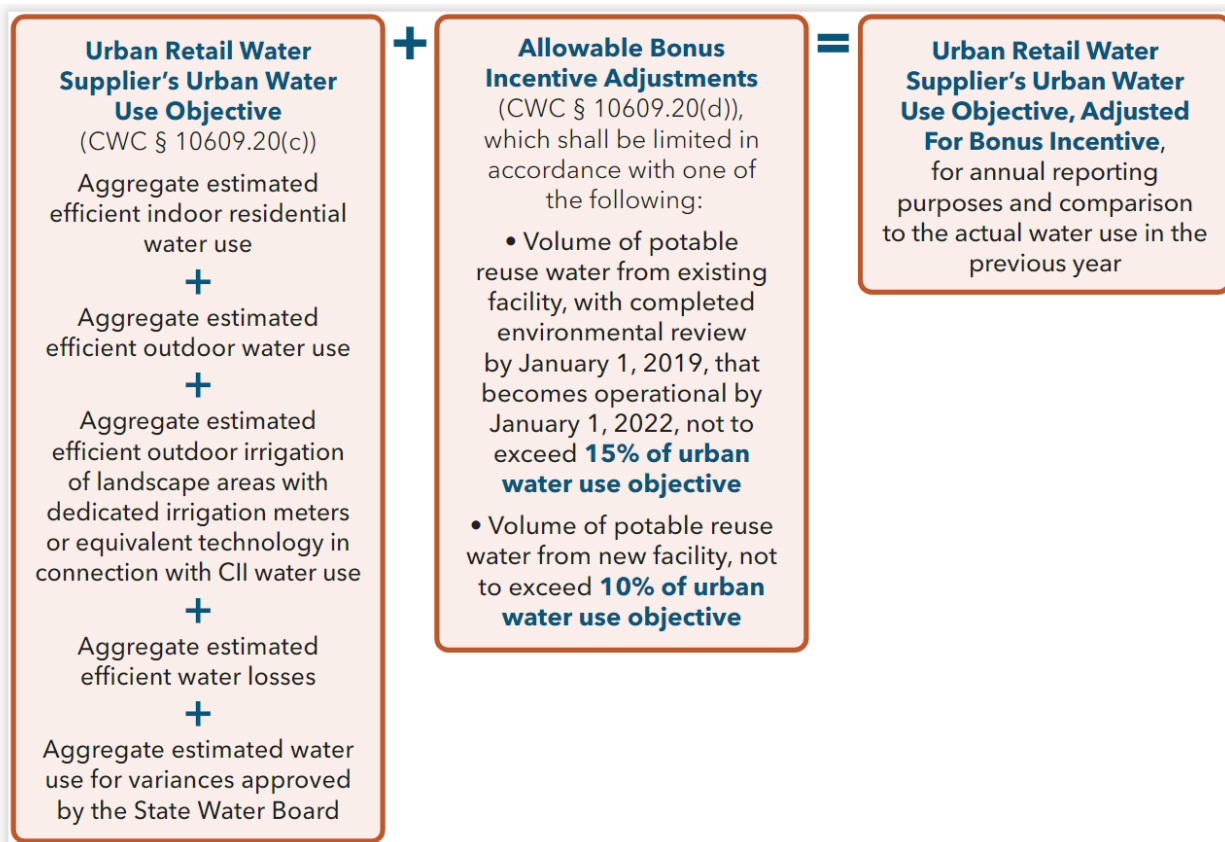 Urban Retail Water
Supplier’s Urban Water
Use Objective
(CWC § 10609.20(c))
Aggregate estimated
efficient indoor residential
water use
+
Aggregate estimated
efficient outdoor water use
+
Aggregate estimated
efficient outdoor irrigation
of landscape areas with
dedicated irrigation meters
or equivalent technology in
connection with CII water use
+
Aggregate estimated
efficient water losses
+
Aggregate estimated water
use for variances approved
by the State Water Board
+
Allowable Bonus
Incentive Adjustments
(CWC § 10609.20(d)),
which shall be limited in
accordance with one of
the following:
• Volume of potable
reuse water from existing
facility, with completed
environmental review
by January 1, 2019, that
becomes operational by
January 1, 2022, not to
exceed 15% of urban
water use objective
• Volume of potable reuse
water from new facility, not
to exceed 10% of urban
water use objective
=
Urban Retail Water
Supplier’s Urban Water
Use Objective, Adjusted
For Bonus Incentive,
for annual reporting
purposes and comparison
to the actual water use in the
previous year